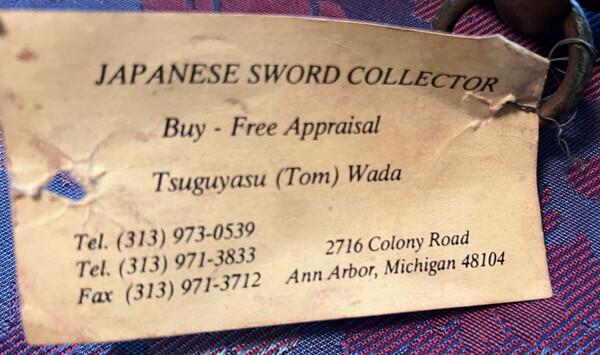 JAPANESE SWORD COLLECTOR
Buy - Free Appraisal
Tsuguyasu (Tom) Wada
Tel. (313) 973-0539
Tel. (313) 971-3833
Fax (313) 971-3712
2716 Colony Road
Ann Arbor, Michigan 48104